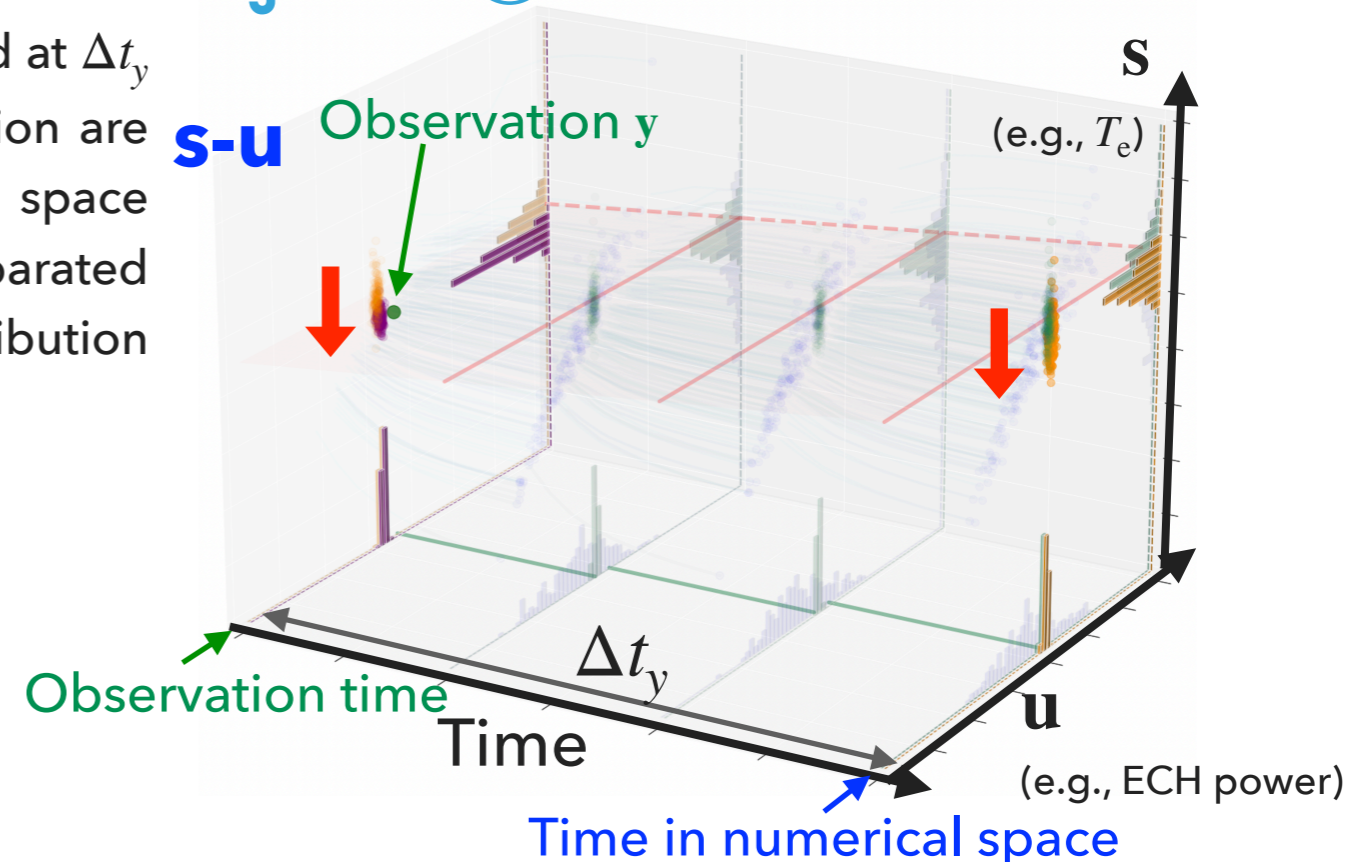 d at Δt_y
ion are
space
parated
ibution
s-u
Observation y
s
(e.g., T_e)
Δt_y
Observation time
Time
u
(e.g., ECH power)
Time in numerical space